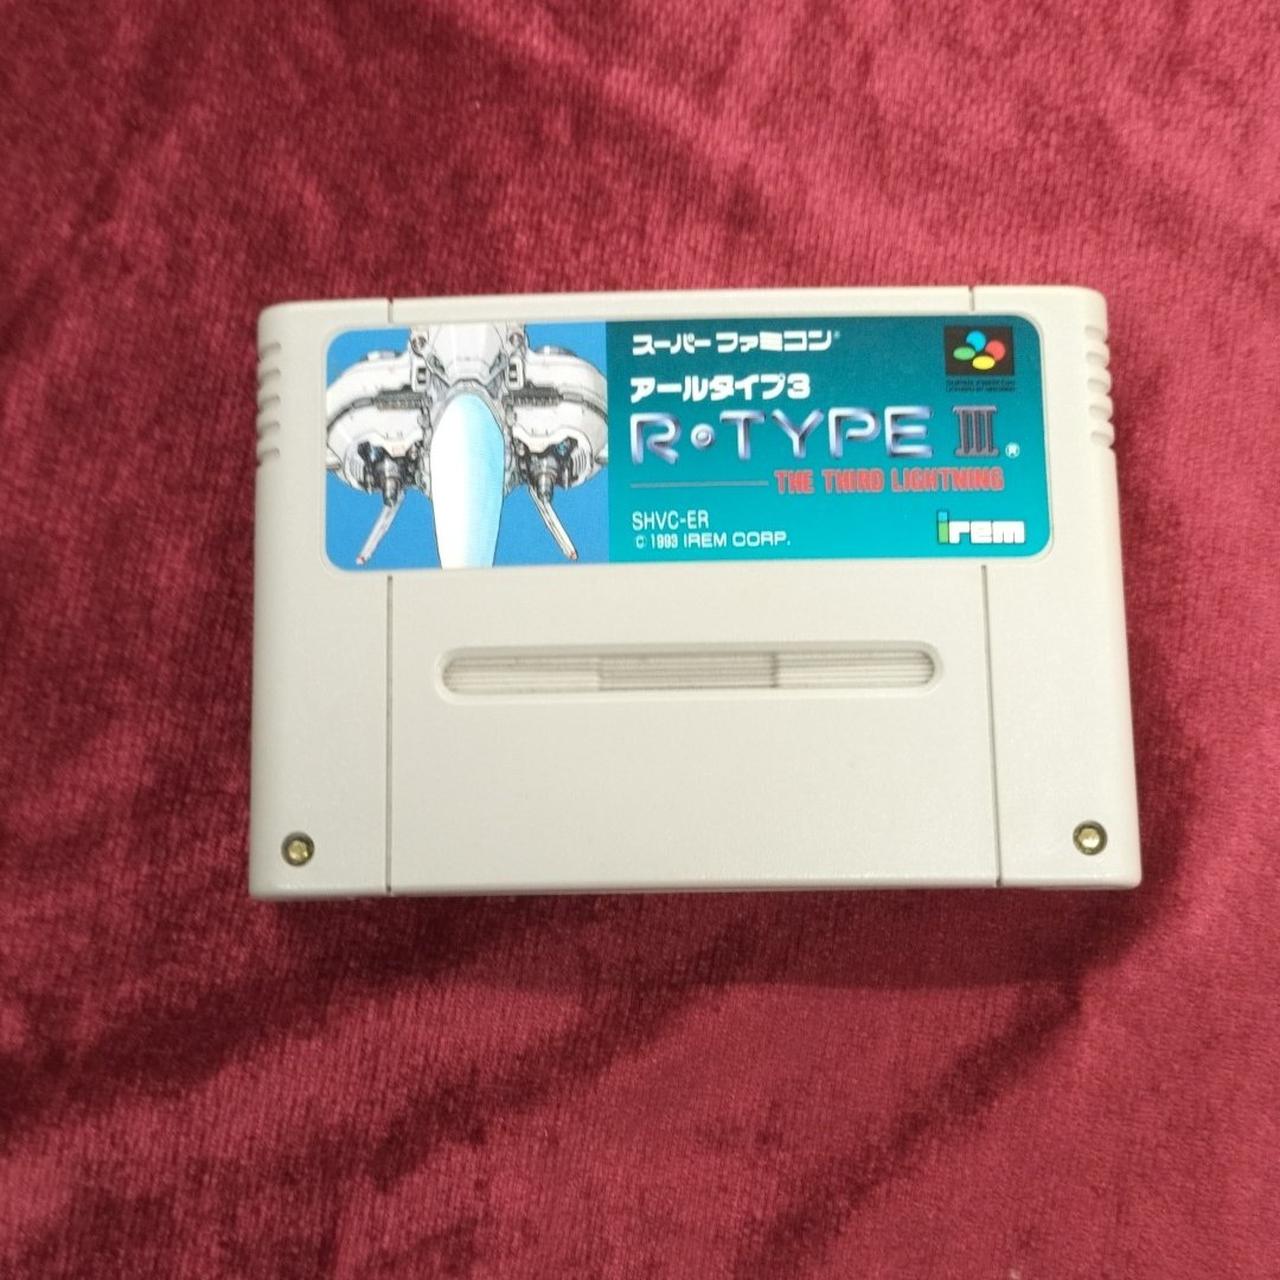 スーパーファミコン®
アールタイプ3
R・TYPE III®
THE THIRD LIGHTNING
SHVC-ER
© 1993 IREM CORP.
irem